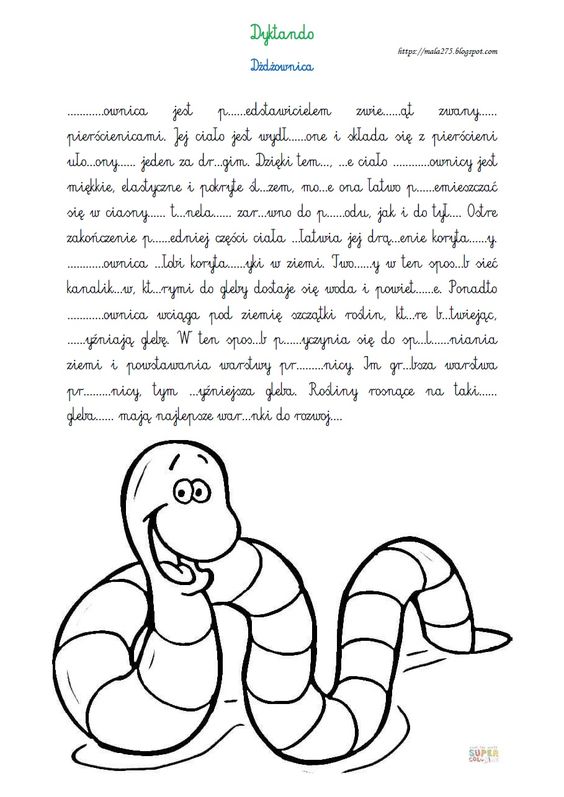 Dyktando
https://mala275.blogspot.com
Dżdżownica
............ownica jest p......edstawicielem zwie......ąt zwany......
pierścienicami. Jej ciało jest wydł......one i składa się z pierścieni
uło...ony...... jeden za dr...gim. Dzięki tem..., ...e ciało ............ownicy jest
miękkie, elastyczne i pokryte śl...zem, mo...e ona łatwo p......emieszczać
się w ciasny...... t...nela...... zar...wno do p......odu, jak i do tył.... Ostre
zakończenie p......edniej części ciała ...łatwia jej drą...enie koryta......y.
............ownica ...łobi koryta......yki w ziemi. Two......y w ten spos...b sieć
kanalik...w, kt...rymi do gleby dostaje się woda i powiet......e. Ponadto
............ownica wciąga pod ziemię szczątki roślin, kt...re b...twiejąc,
......yźniają glebę. W ten spos...b p......yczynia się do sp...l......niania
ziemi i powstawania warstwy pr.........nicy. Im gr...bsza warstwa
pr.........nicy, tym ...yźniejsza gleba. Rośliny rosnące na taki......
gleba...... mają najlepsze war...nki do rozwoj....
SUPER
COL